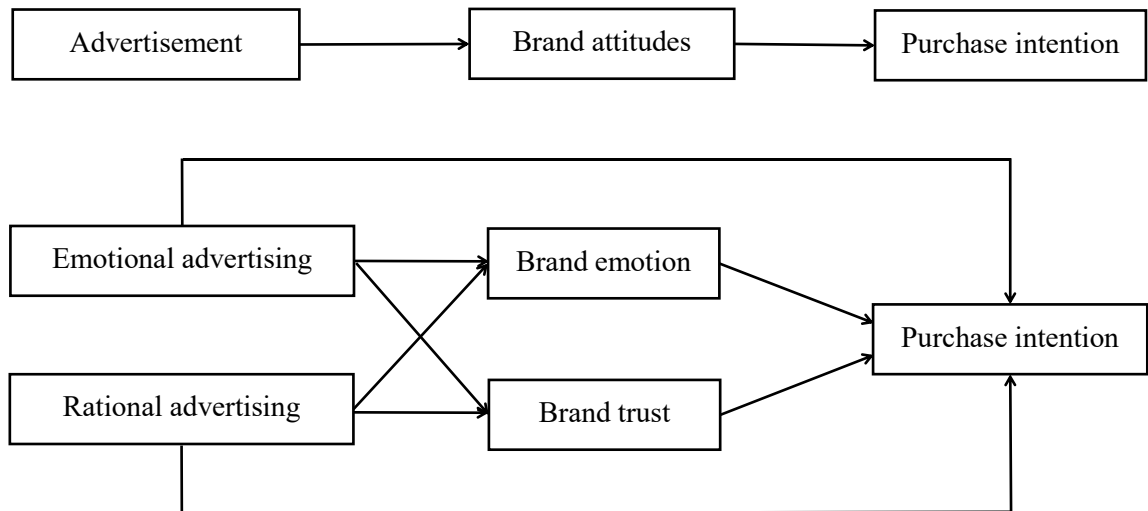 Advertisement
Brand attitudes
Purchase intention
Emotional advertising
Brand emotion
Purchase intention
Rational advertising
Brand trust